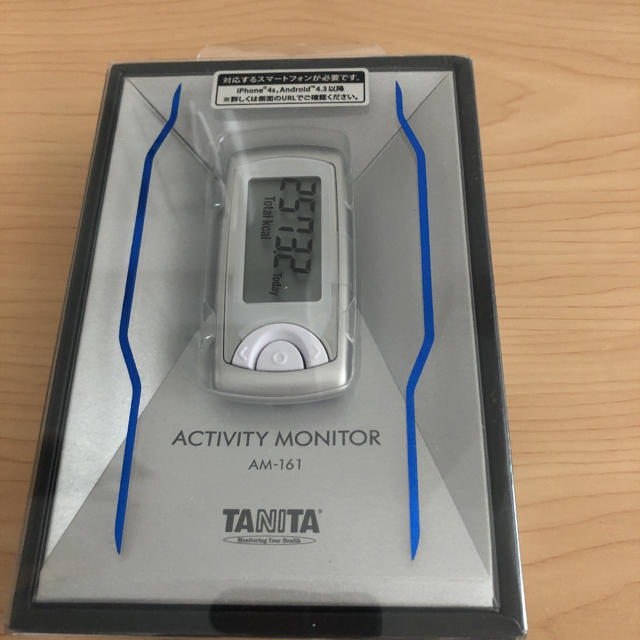 対応するスマートフォンが必要です。
iPhone™4s、Android™4.3以降
※詳しくは側面のURLでご確認ください。
25732
Total kcal
Today
ACTIVITY MONITOR
AM-161
TANITA®
Monitoring Your Health